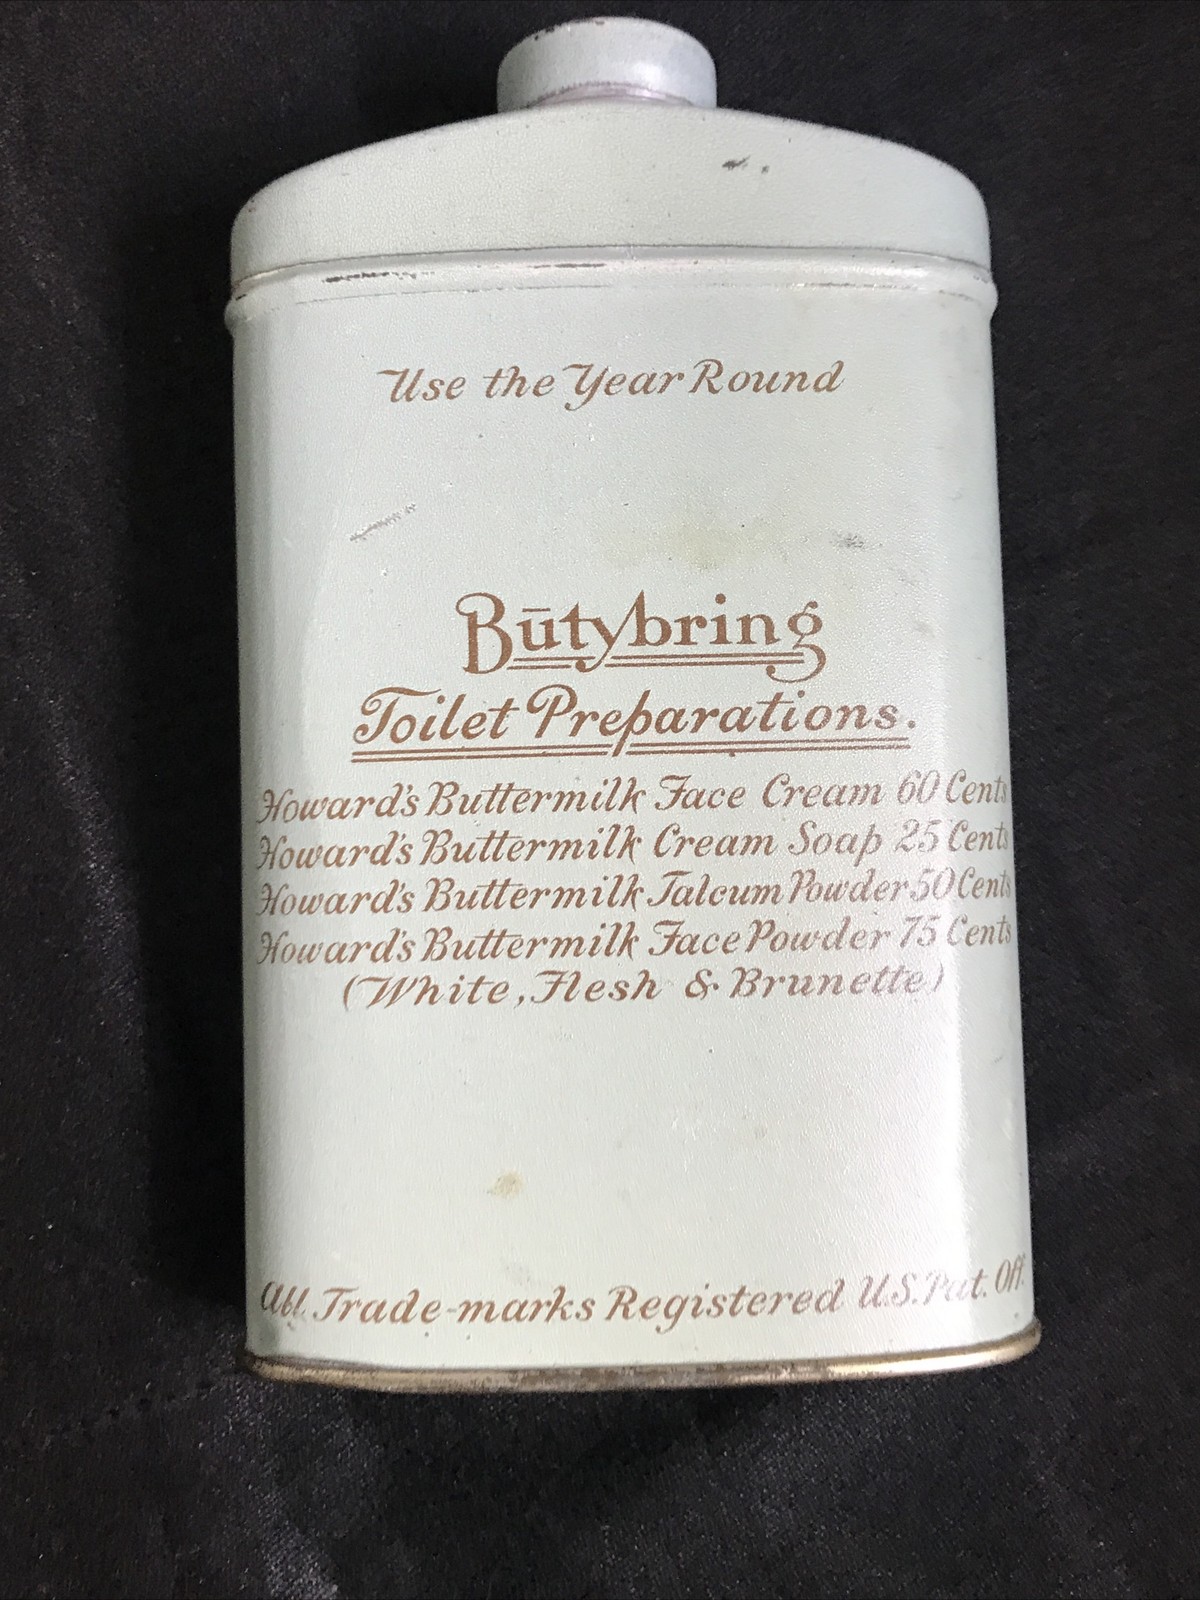 Use the Year Round
Būtybring
Toilet Preparations.
Howard's Buttermilk Face Cream 60 Cents
Howard's Buttermilk Cream Soap 25 Cents
Howard's Buttermilk Talcum Powder 50 Cents
Howard's Buttermilk Face Powder 75 Cents
(White, Flesh & Brunette)
Abl. Trade-marks Registered U.S. Pat. Off.